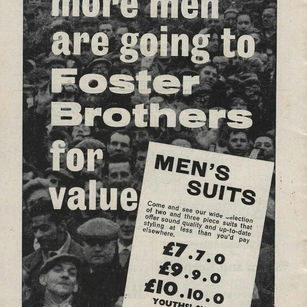 more men
are going to
Foster
Brothers
for
value
MEN'S
SUITS
Come and see our wide selection
of two and three piece suits that
offer sound quality and up-to-date
styling at less than you'd pay
elsewhere.
£7.7.0
£9.9.0
£10.10.0